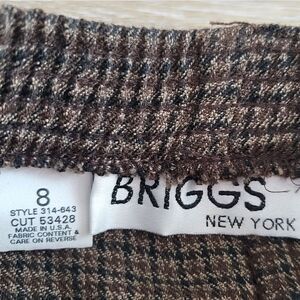 8
STYLE 314-643
CUT 53428
MADE IN U.S.A.
FABRIC CONTENT &
CARE ON REVERSE
BRIGGS
NEW YORK